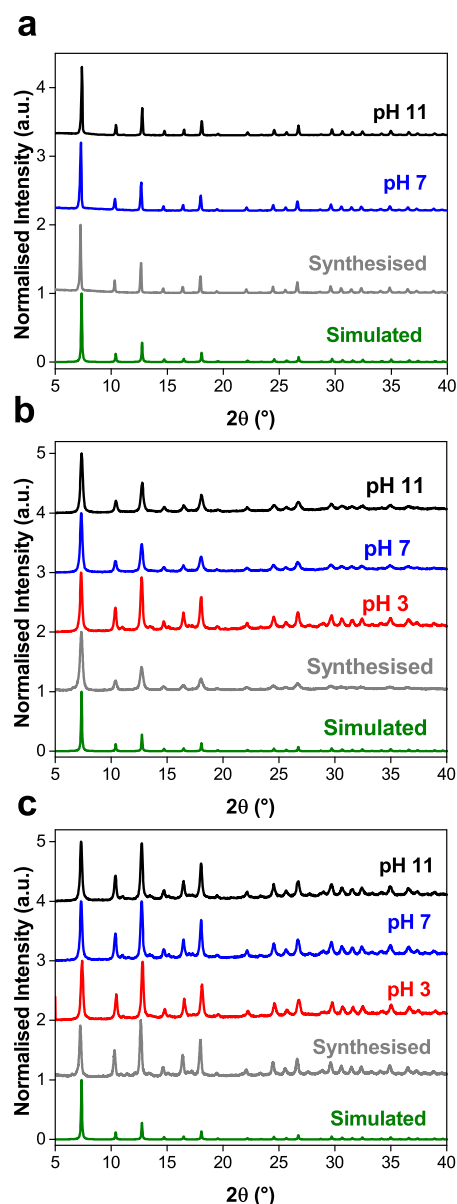 a
Normalised Intensity (a.u.)
4
3
2
1
0
pH 11
pH 7
Synthesised
Simulated
5 10 15 20 25 30 35 40
2θ (°)
b
Normalised Intensity (a.u.)
5
4
3
2
1
0
pH 11
pH 7
pH 3
Synthesised
Simulated
5 10 15 20 25 30 35 40
2θ (°)
c
Normalised Intensity (a.u.)
5
4
3
2
1
0
pH 11
pH 7
pH 3
Synthesised
Simulated
5 10 15 20 25 30 35 40
2θ (°)